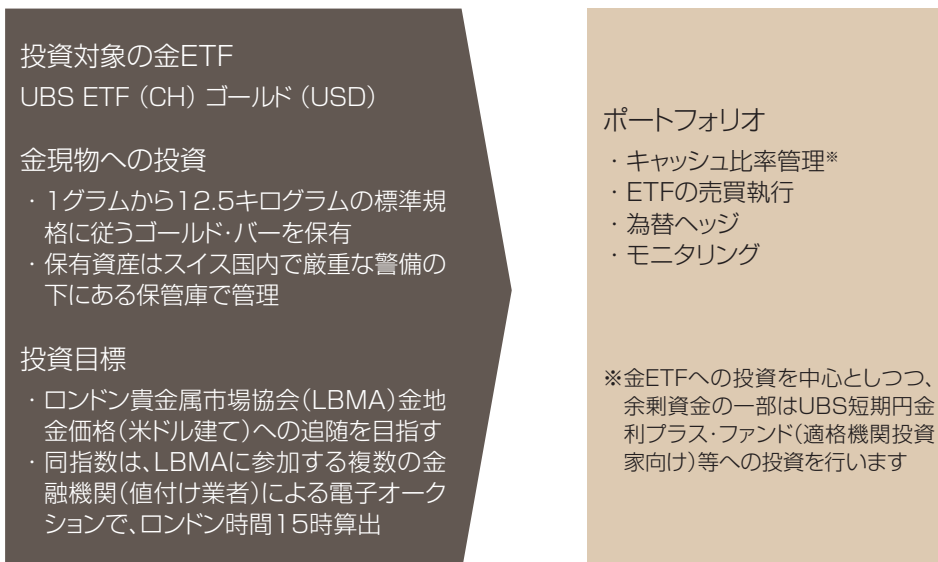 投資対象の金ETF
UBS ETF（CH）ゴールド（USD）
金現物への投資
・1グラムから12.5キログラムの標準規
格に従うゴールド・バーを保有
・保有資産はスイス国内で厳重な警備の
下にある保管庫で管理
投資目標
・ロンドン貴金属市場協会（LBMA）金地
金価格（米ドル建て）への追随を目指す
・同指数は、LBMAに参加する複数の金
融機関（値付け業者）による電子オーク
ションで、ロンドン時間15時算出
ポートフォリオ
・キャッシュ比率管理※
・ETFの売買執行
・為替ヘッジ
・モニタリング
※金ETFへの投資を中心としつつ、
余剰資金の一部はUBS短期円金
利プラス・ファンド（適格機関投資
家向け）等への投資を行います